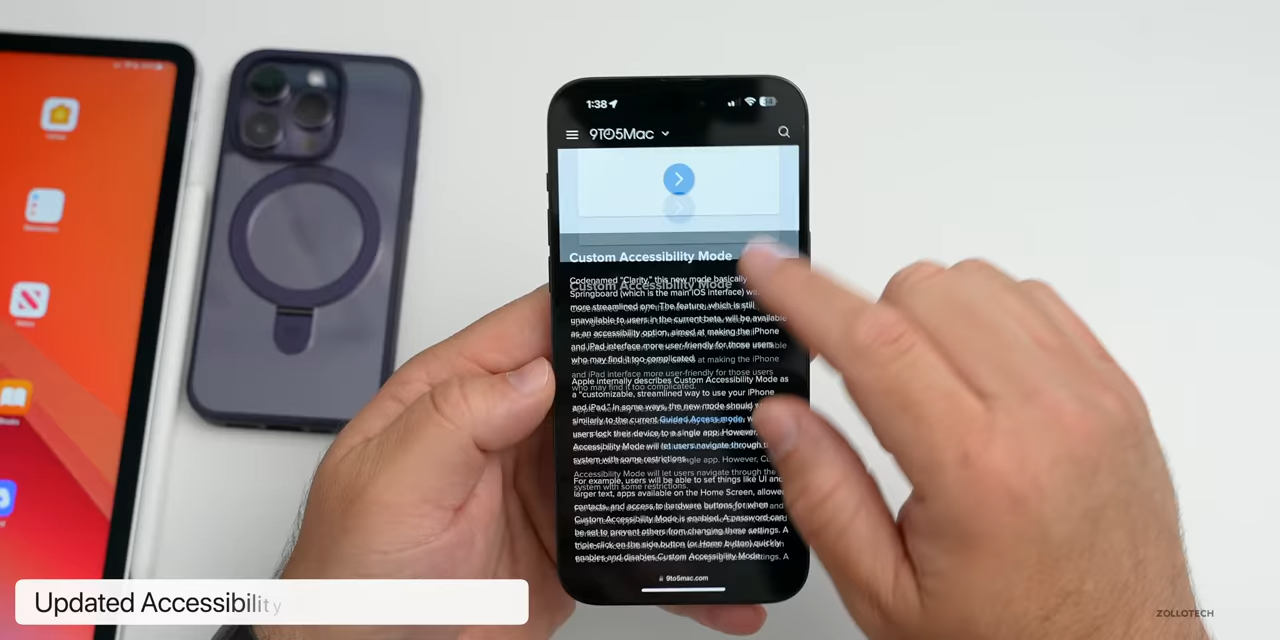 1:38
9TO5Mac
Custom Accessibility Mode
Codenamed “Clarity,” this new mode basically
Springboard (which is the main iOS interface)
more streamlined one. The feature which is still
unavailable to users in the current beta, will be available
as an accessibility option aimed at making the iPhone
and iPad interface more user-friendly for those users
who may find it too complicated.
Apple internally describes Custom Accessibility Mode as
a “customizable, streamlined way to use your iPhone
and iPad.” In some ways, the new mode should
similarly to the current Guided Access mode,
users lock their device to a single app. However,
Accessibility Mode will let users navigate through
system with some restrictions.
For example, users will be able to set things like UI and
larger text, apps available on the Home Screen, allowed
contacts, and access to hardware buttons for when
Custom Accessibility Mode is enabled. A password can
be set to prevent others from changing these settings. A
triple-click on the side button (or Home button) quickly
enables and disables Custom Accessibility Mode.
9to5mac.com
Updated Accessibility
ZOLLOTECH